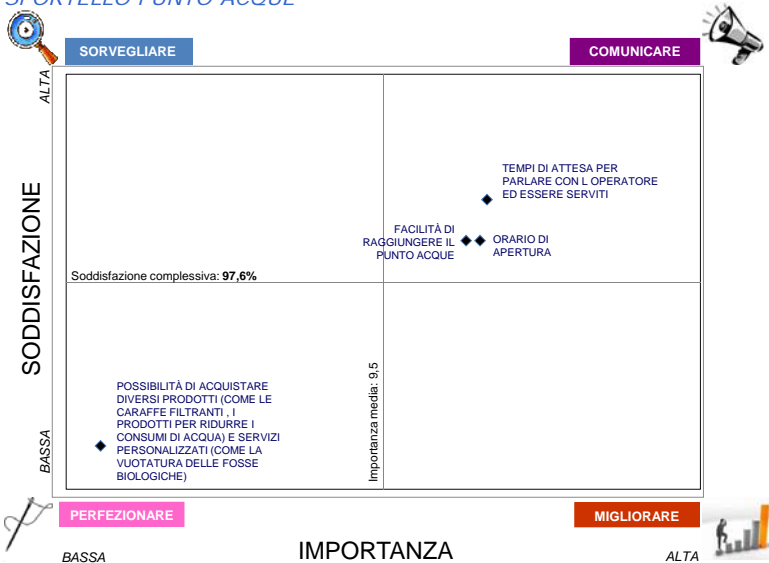 SPORTELLO PUNTO ACQUE
SORVEGLIARE
COMUNICARE
ALTA
SODDISFAZIONE
BASSA
TEMPI DI ATTESA PER
PARLARE CON L OPERATORE
ED ESSERE SERVITI
FACILITÀ DI
RAGGIUNGERE IL
PUNTO ACQUE
ORARIO DI
APERTURA
Soddisfazione complessiva: 97,6%
Importanza media: 9,5
POSSIBILITÀ DI ACQUISTARE
DIVERSI PRODOTTI (COME LE
CARAFFE FILTRANTI , I
PRODOTTI PER RIDURRE I
CONSUMI DI ACQUA) E SERVIZI
PERSONALIZZATI (COME LA
VUOTATURA DELLE FOSSE
BIOLOGICHE)
PERFEZIONARE
MIGLIORARE
BASSA
IMPORTANZA
ALTA